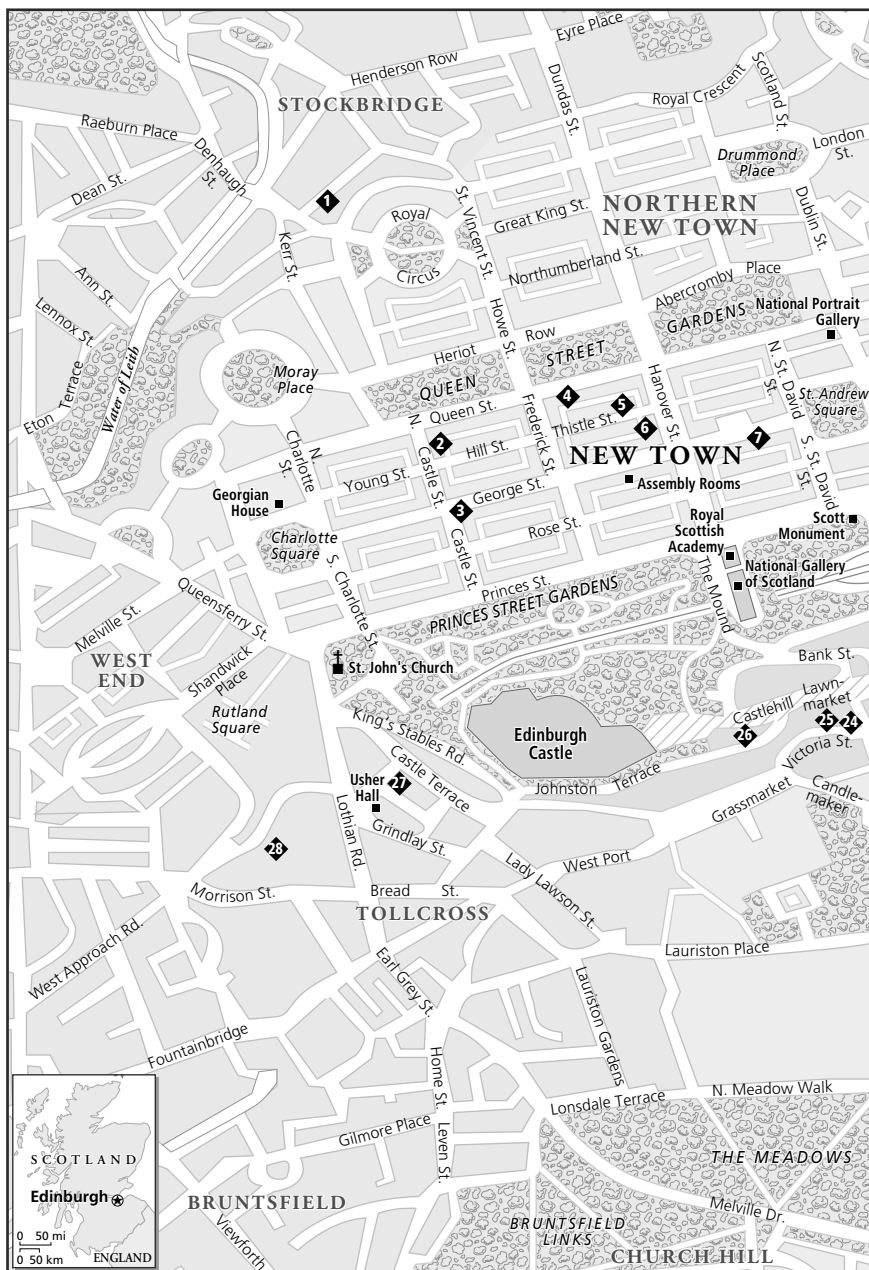 Eyre Place
Henderson Row
Dundas St.
Scotland St.
STOCKBRIDGE
Royal Crescent
Raeburn Place
London
St.
Denhaugh
St.
Drummond
Place
Dean St.
1
St. Vincent St.
NORTHERN
NEW TOWN
Dublin St.
Royal
Circus
Great King St.
Kerr St.
Northumberland St.
Ann St.
Abercromby Place
Lennox St.
Howe St.
GARDENS
National Portrait
Gallery
Heriot Row
STREET
Water of Leith
Moray
Place
QUEEN
Hanover St.
N. St. David
St.
Eton Terrace
4
5
St. Andrew
Square
Queen St.
Frederick St.
Thistle St.
6
7
N.
Charlotte
St.
N.
Castle St.
2
Hill St.
NEW TOWN
S. St. David
Young St.
George St.
Assembly Rooms
Georgian
House
3
Royal
Scottish
Academy
Scott
Monument
Charlotte
Square
Rose St.
Castle St.
S. Charlotte St.
Princes St.
The Mound
National Gallery
of Scotland
Queensferry St.
PRINCES STREET GARDENS
Melville St.
WEST
END
Shandwick
Place
St. John's Church
Bank St.
Lawn-
market
Rutland
Square
King's Stables Rd.
Edinburgh
Castle
Castlehill
26
25
24
Victoria St.
Castle Terrace
27
Usher
Hall
Johnston Terrace
Grassmarket
Candle-
maker
Lothian Rd.
Grindlay St.
28
West Port
Lady Lawson St.
Morrison St.
Bread St.
TOLLCROSS
West Approach Rd.
Lauriston Place
Earl Grey St.
Lauriston Gardens
Fountainbridge
Home St.
N. Meadow Walk
Lonsdale Terrace
Gilmore Place
Leven St.
THE MEADOWS
SCOTLAND
Edinburgh
BRUNTSFIELD
Melville Dr.
Viewforth
BRUNTSFIELD
LINKS
0 50 mi
0 50 km
ENGLAND
CHURCH HILL